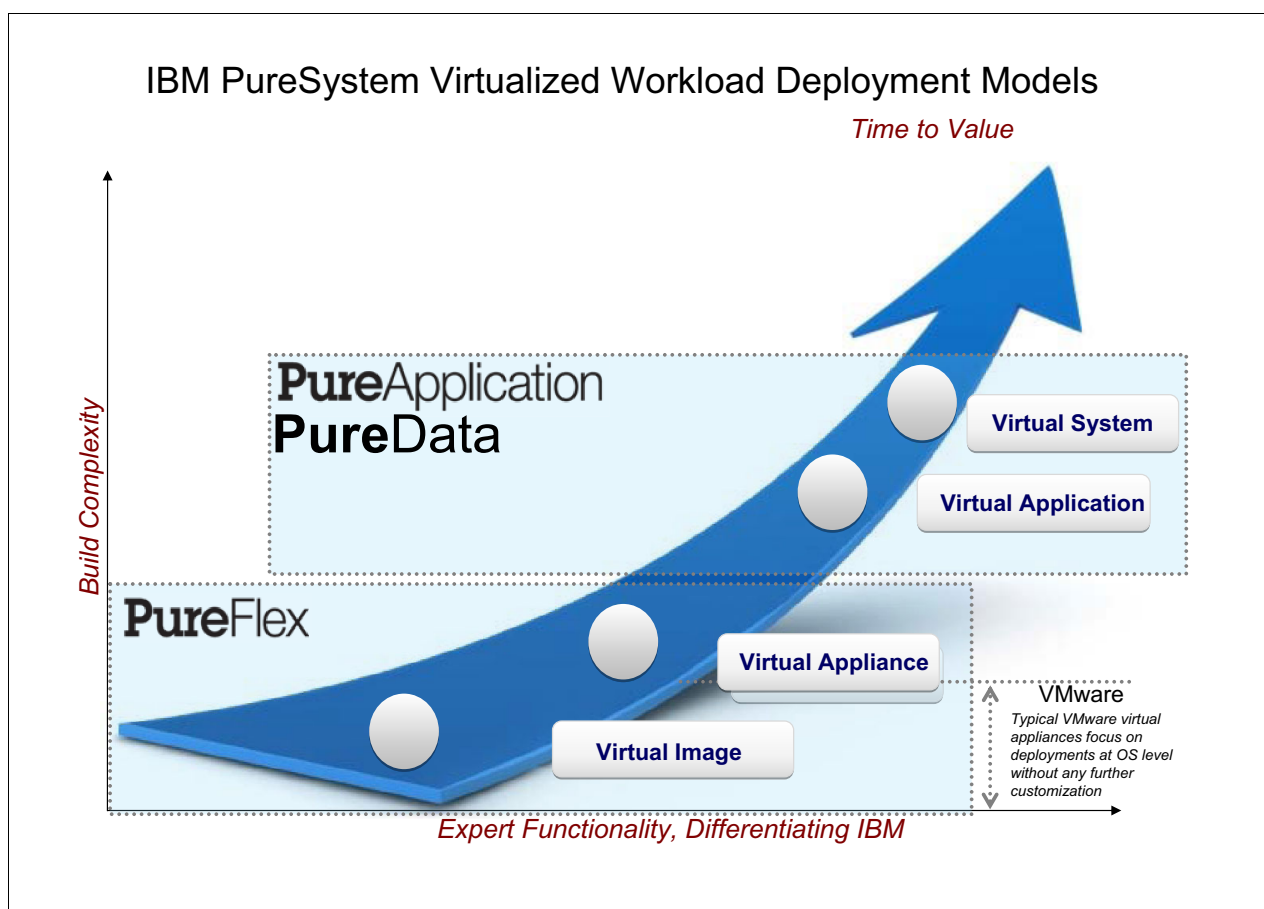 IBM PureSystem Virtualized Workload Deployment Models
Time to Value
Build Complexity
PureApplication
PureData
Virtual System
Virtual Application
PureFlex
Virtual Appliance
Virtual Image
VMware
Typical VMware virtual
appliances focus on
deployments at OS level
without any further
customization
Expert Functionality, Differentiating IBM